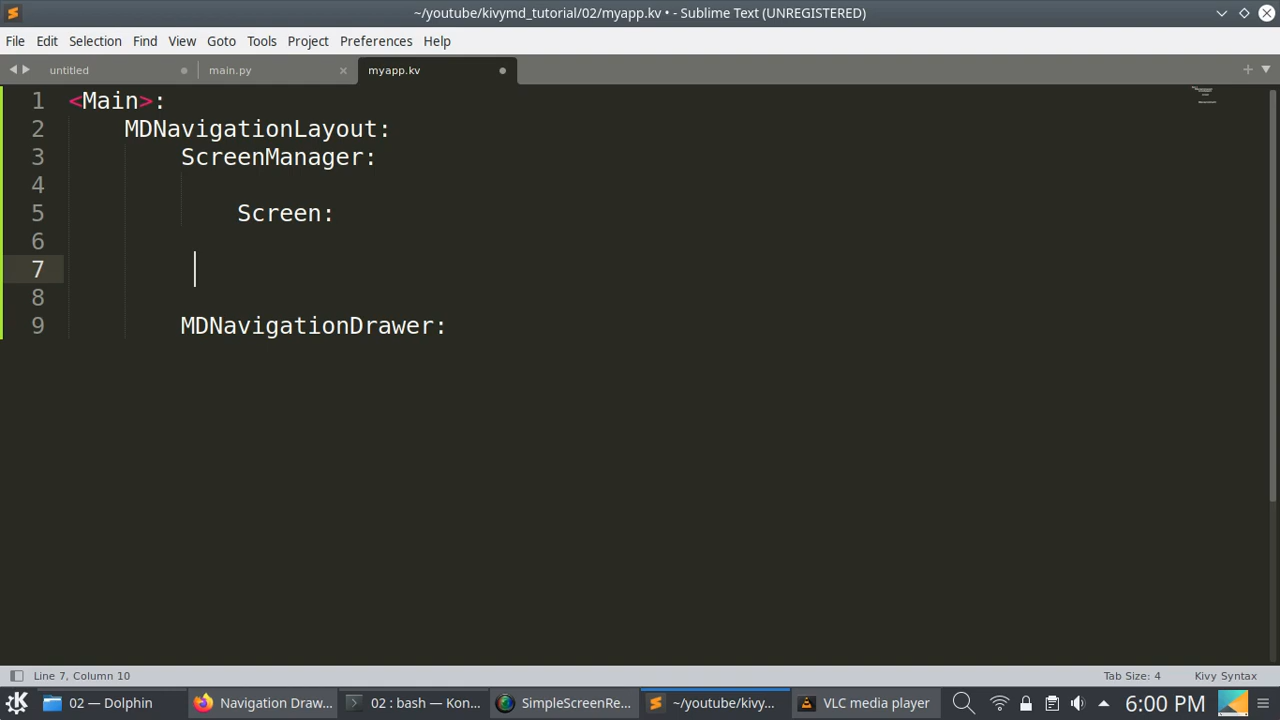 ~/youtube/kivymd_tutorial/02/myapp.kv • - Sublime Text (UNREGISTERED)
File Edit Selection Find View Goto Tools Project Preferences Help
untitled main.py myapp.kv
1 <Main>:
2 MDNavigationLayout:
3 ScreenManager:
4
5 Screen:
6
7
8
9 MDNavigationDrawer:
Line 7, Column 10 Tab Size: 4 Kivy Syntax
02 — Dolphin Navigation Draw... 02 : bash — Kon... SimpleScreenRe... ~/youtube/kivy... VLC media player 6:00 PM